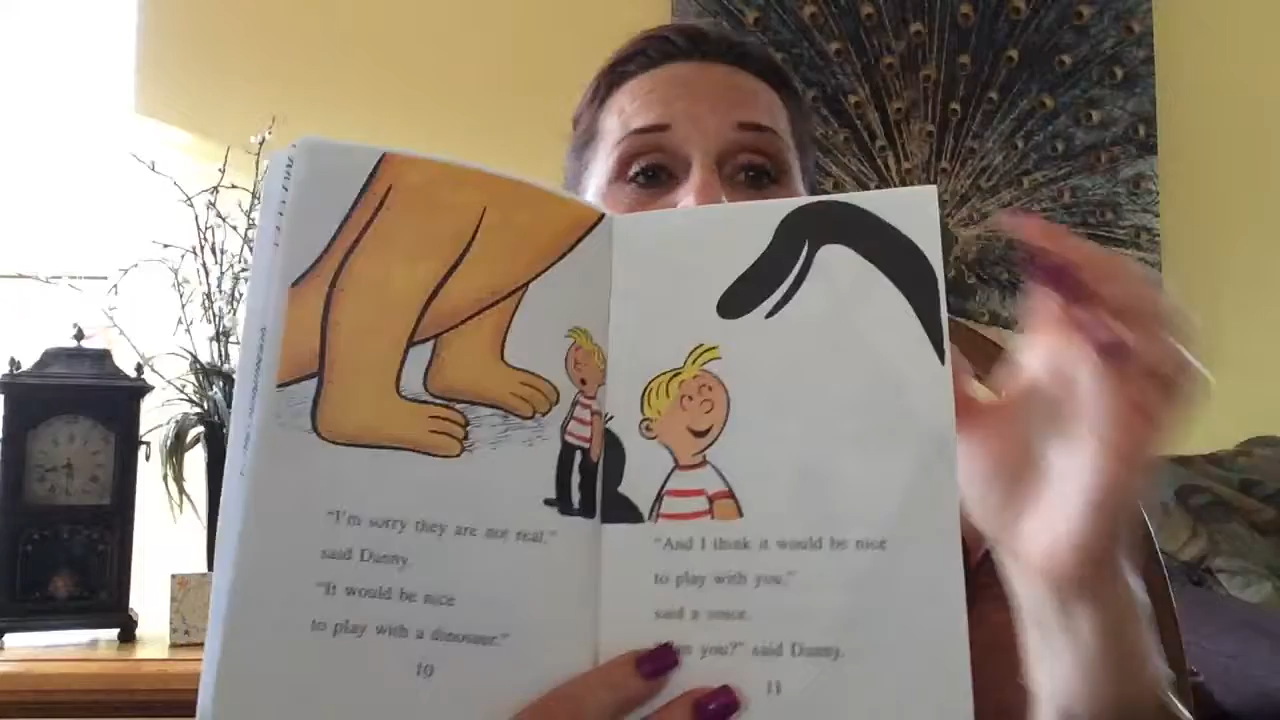 "I'm sorry they are not real,"
said Danny.
"It would be nice
to play with a dinosaur."
10
"And I think it would be nice
to play with you,"
said a voice.
you?" said Danny.
11